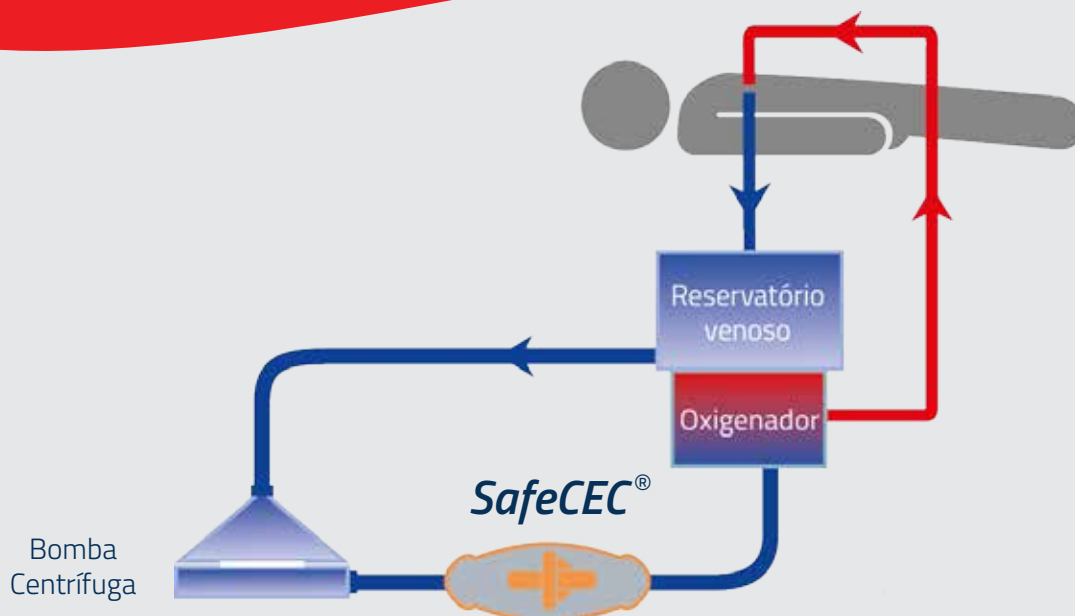 Reservatório
venoso
Oxigenador
SafeCEC®
Bomba
Centrífuga